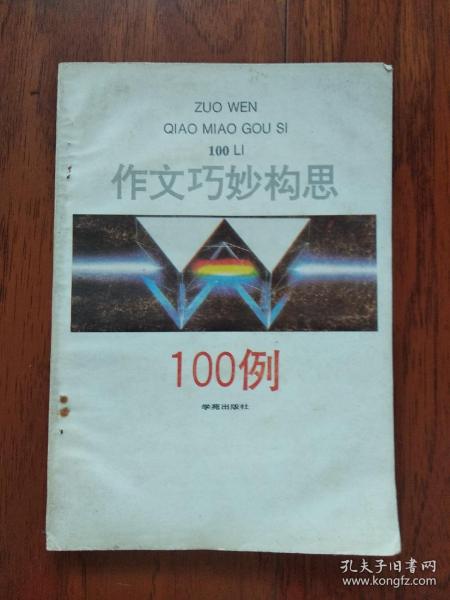 ZUO WEN
QIAO MIAO GOU SI
100 LI
作文巧妙构思
100例
学苑出版社
孔夫子旧书网
www.kongfz.com